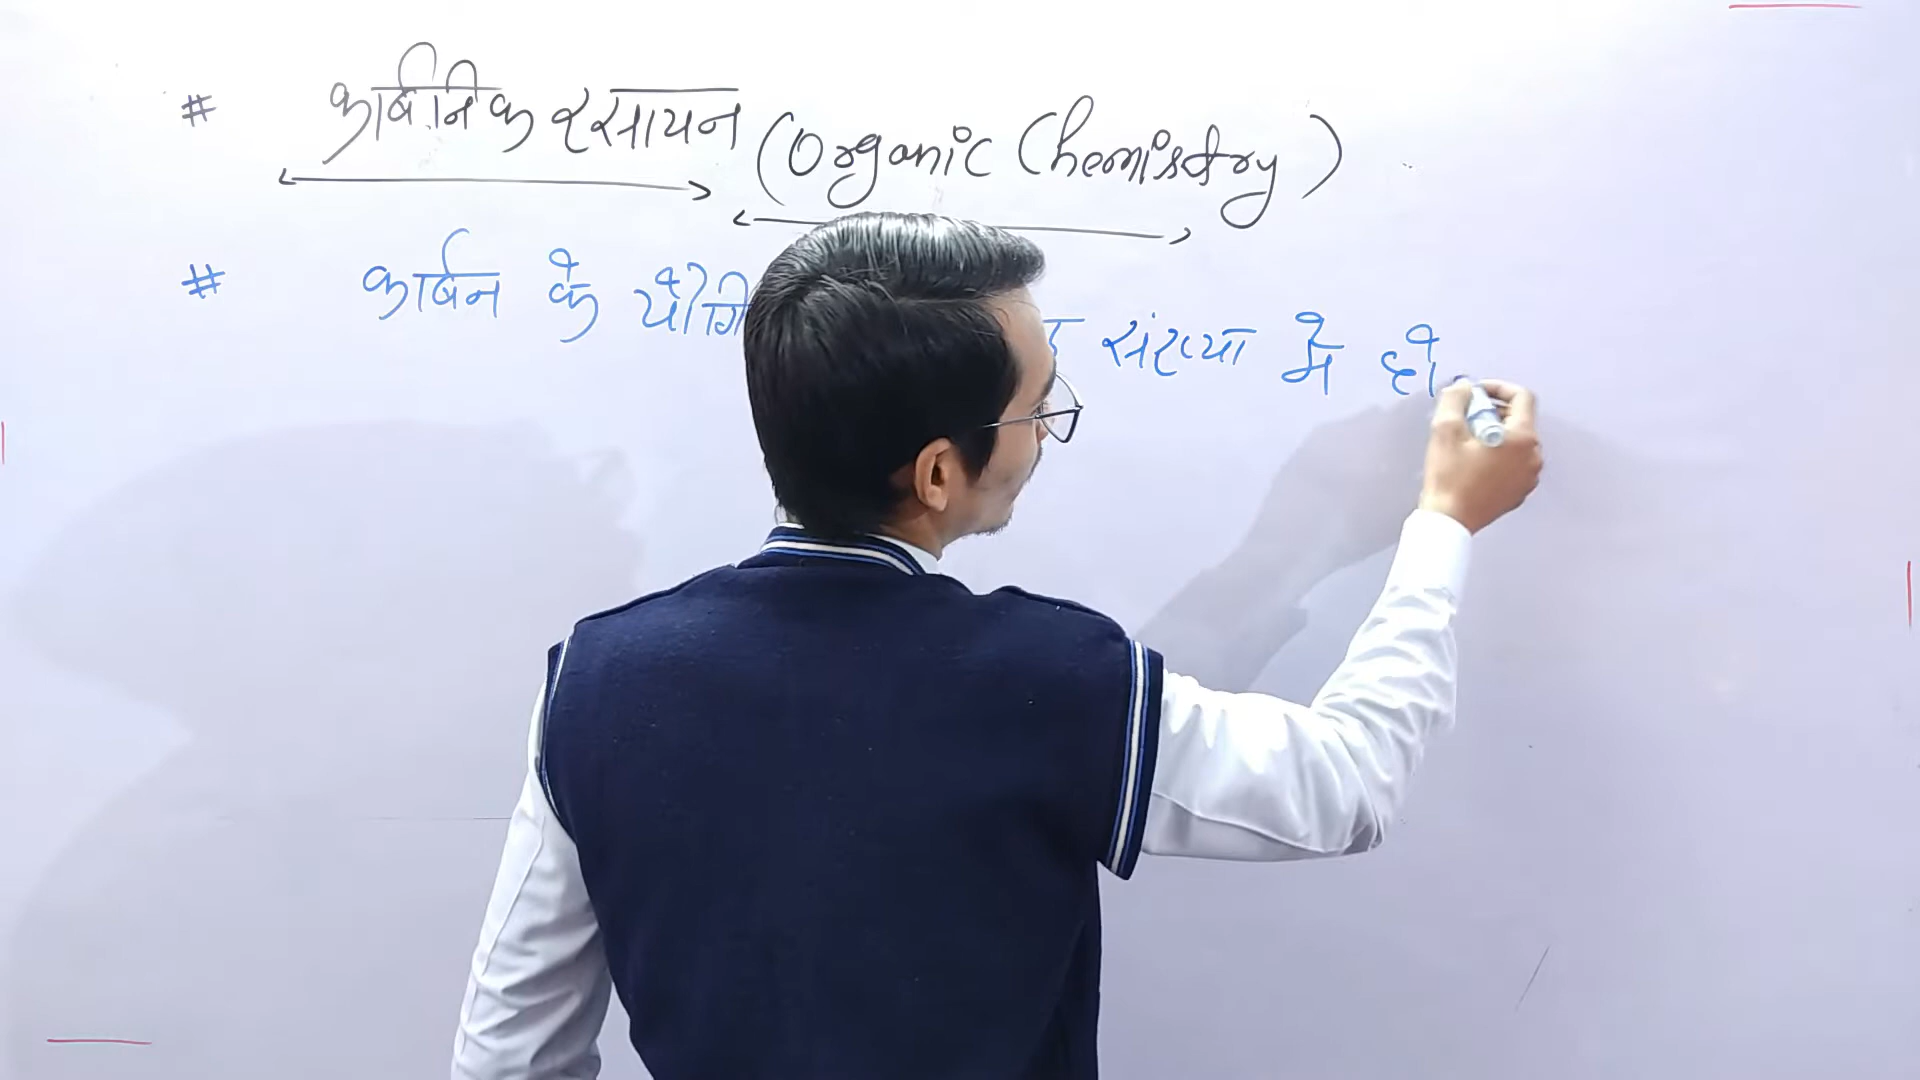 # कार्बनिक रसायन (Organic Chemistry)
# कार्बन के यौगि संख्या में हो